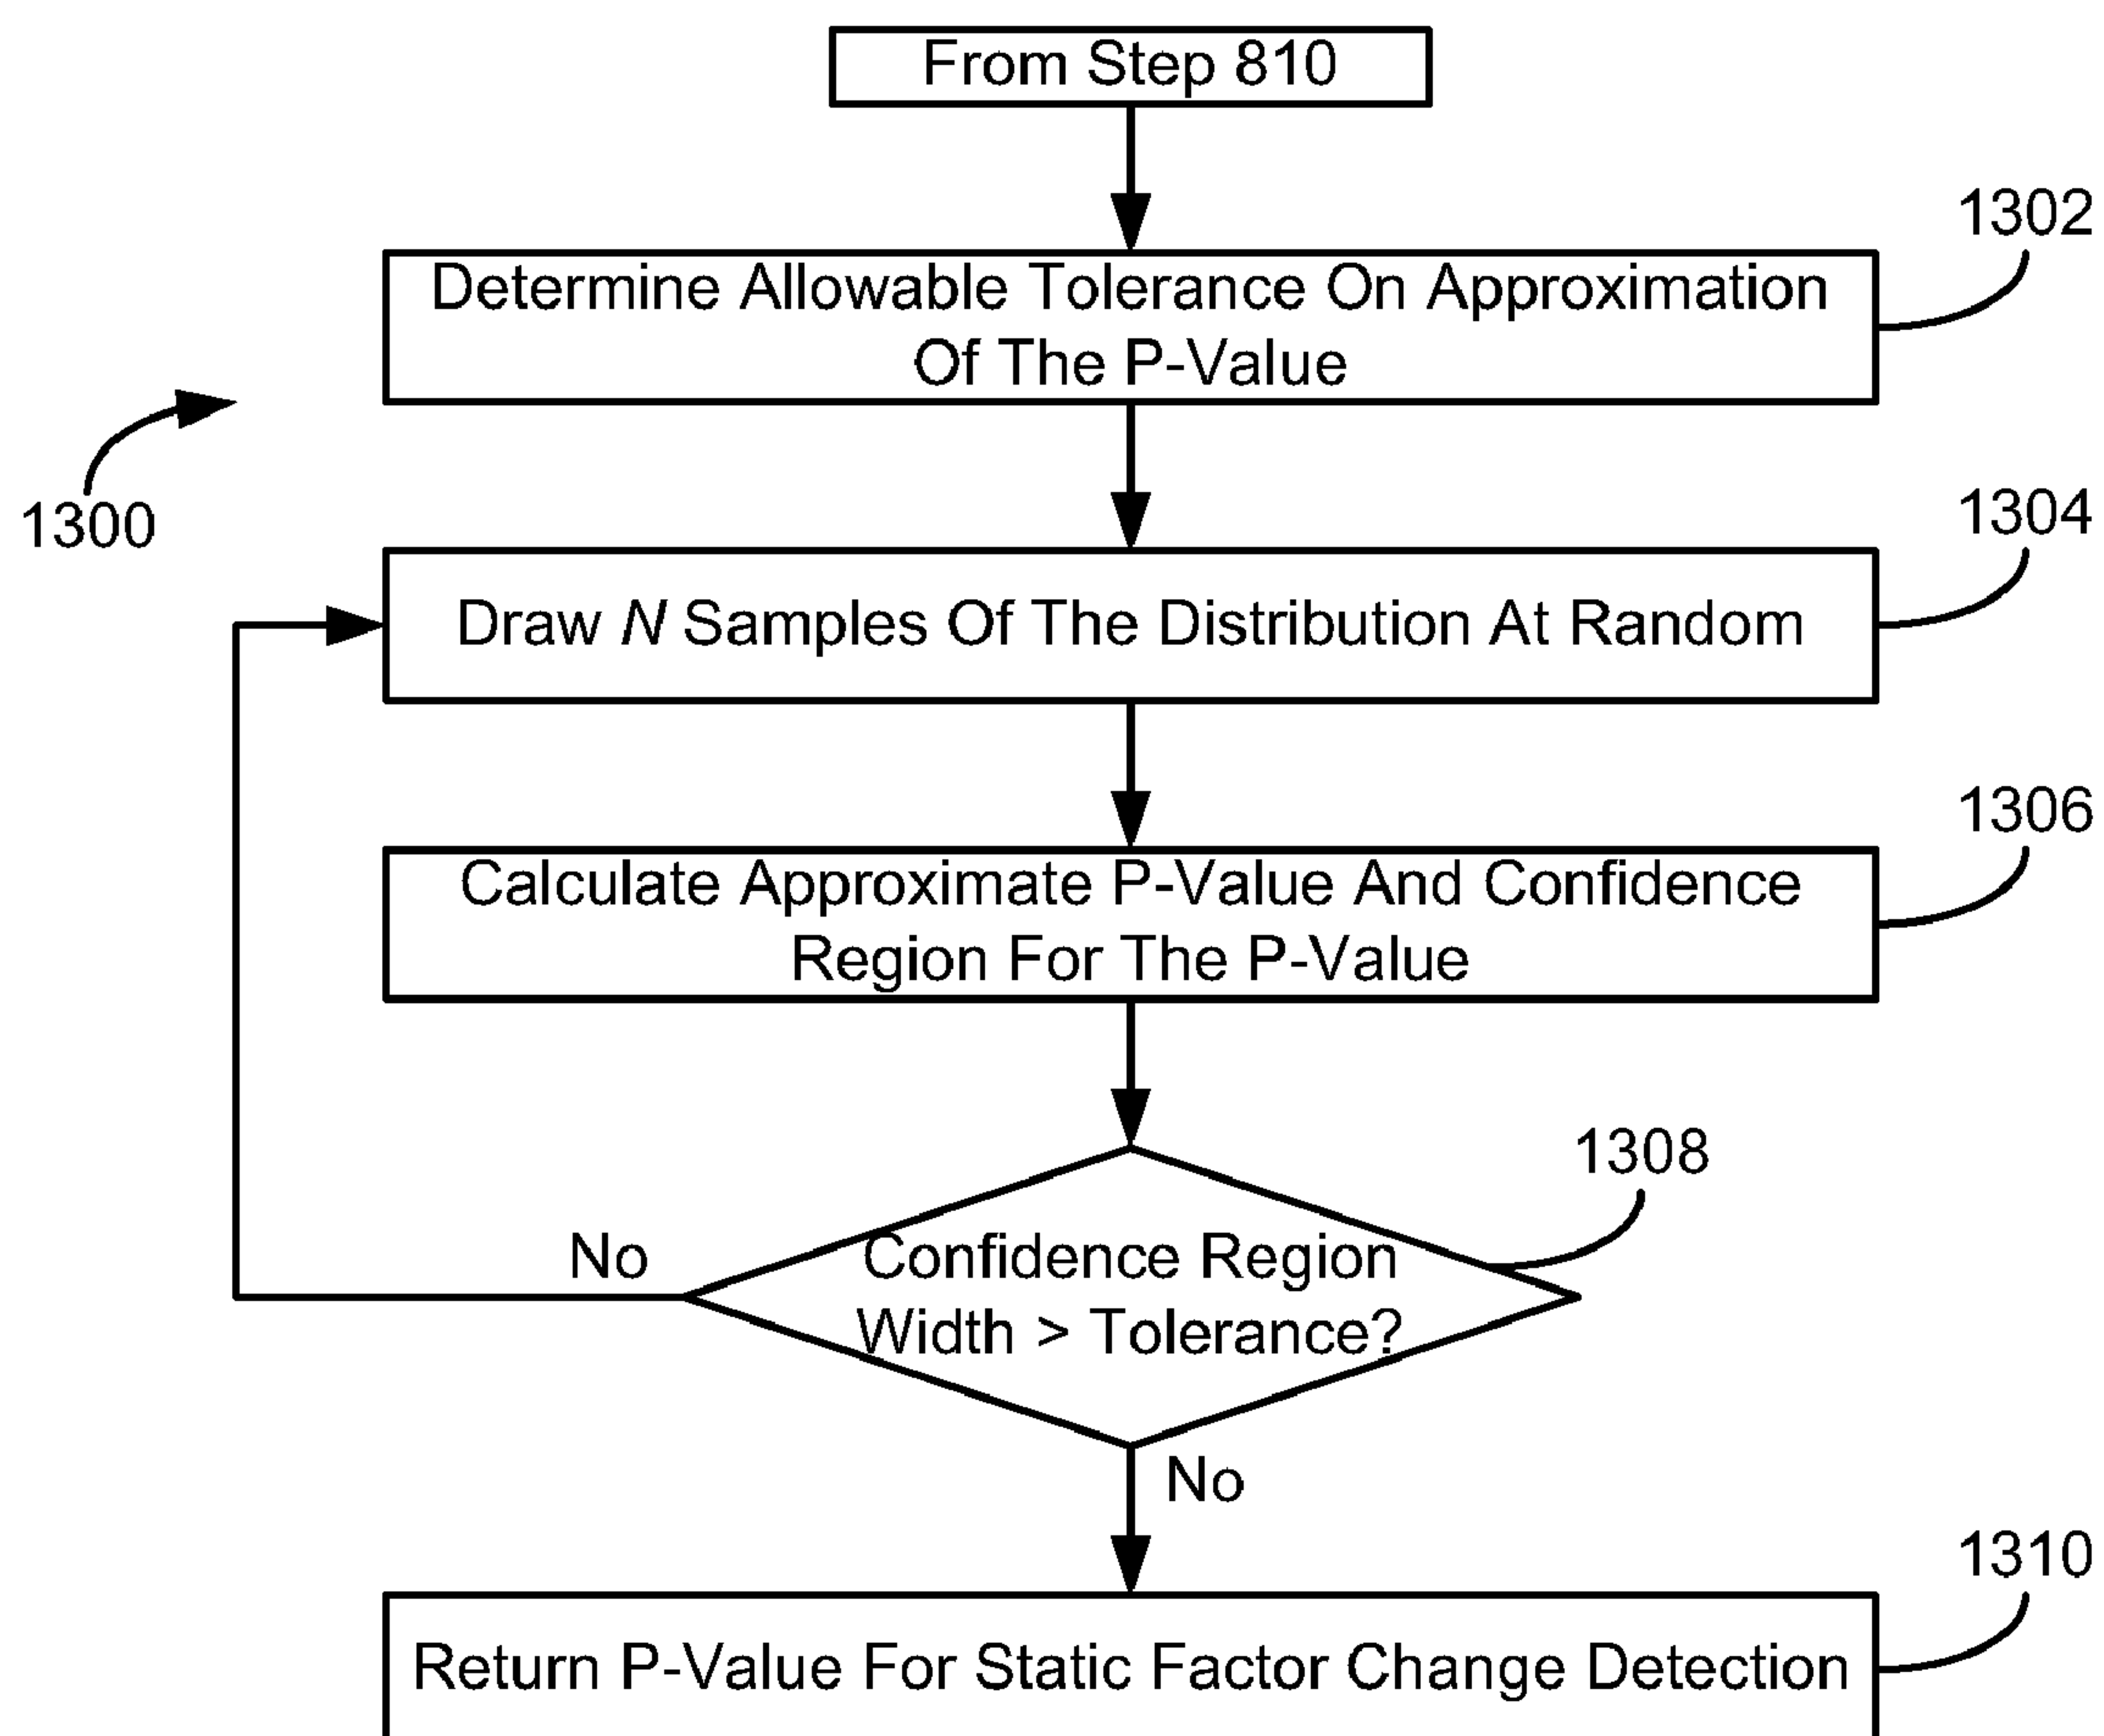 From Step 810
1302
Determine Allowable Tolerance On Approximation
Of The P-Value
1300
1304
Draw N Samples Of The Distribution At Random
1306
Calculate Approximate P-Value And Confidence
Region For The P-Value
1308
No
Confidence Region
Width > Tolerance?
No
1310
Return P-Value For Static Factor Change Detection